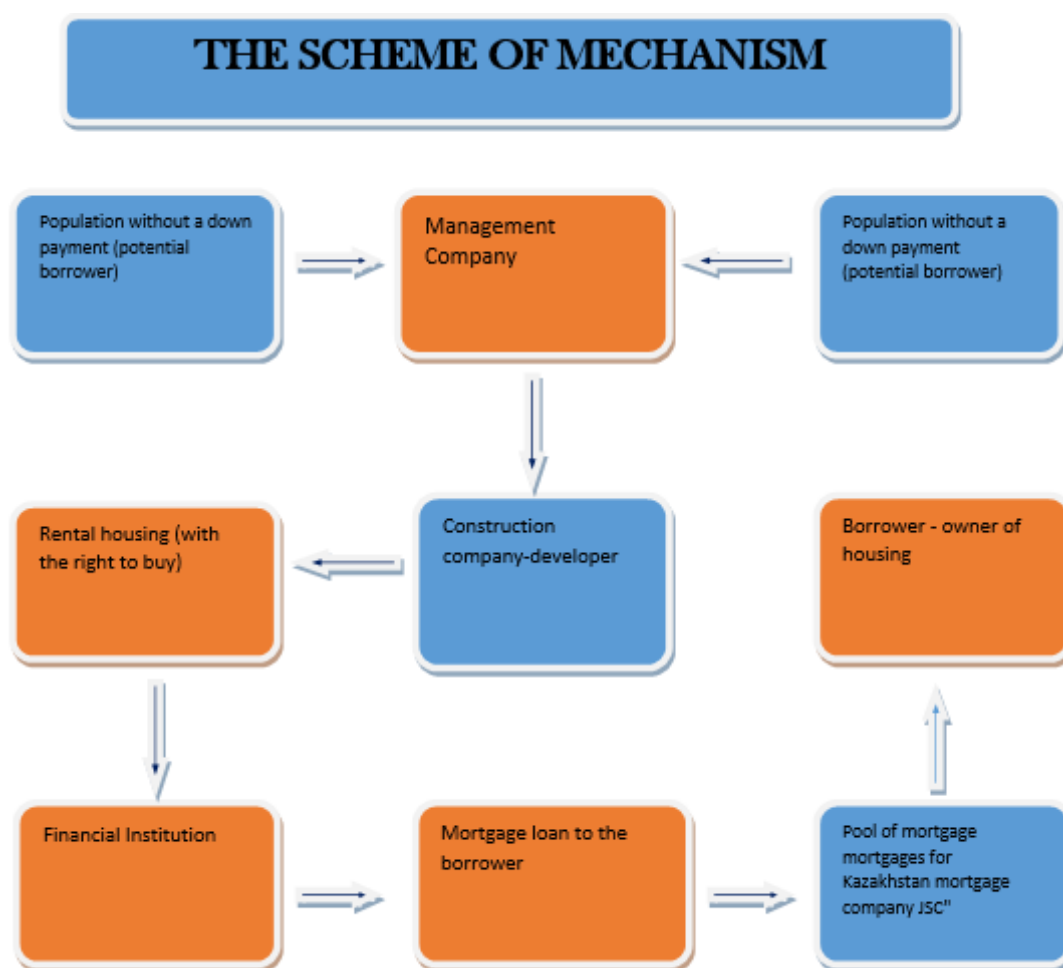 THE SCHEME OF MECHANISM
Population without a down
payment (potential
borrower)
Management
Company
Population without a
down payment
(potential borrower)
Rental housing (with
the right to buy)
Construction
company-developer
Borrower - owner of
housing
Financial Institution
Mortgage loan to the
borrower
Pool of mortgage
mortgages for
Kazakhstan mortgage
company JSC"